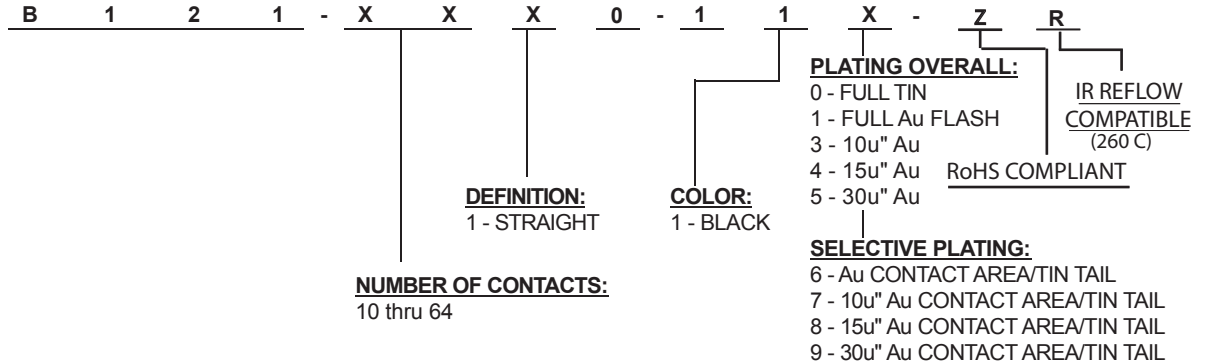 B 1 2 1 - X X X 0 - 1 1 X - Z R
PLATING OVERALL:
0 - FULL TIN
1 - FULL Au FLASH
3 - 10u" Au
4 - 15u" Au
5 - 30u" Au
IR REFLOW
COMPATIBLE
(260 C)
RoHS COMPLIANT
DEFINITION:
1 - STRAIGHT
COLOR:
1 - BLACK
SELECTIVE PLATING:
6 - Au CONTACT AREA/TIN TAIL
7 - 10u" Au CONTACT AREA/TIN TAIL
8 - 15u" Au CONTACT AREA/TIN TAIL
9 - 30u" Au CONTACT AREA/TIN TAIL
NUMBER OF CONTACTS:
10 thru 64